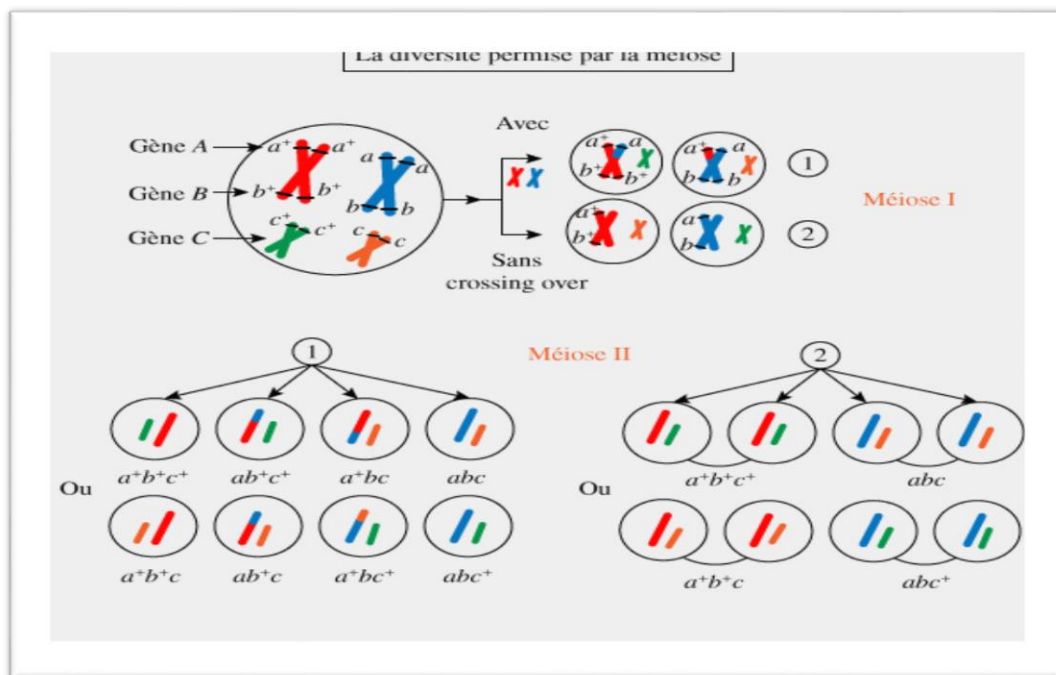 La diversité permise par la méiose
Avec
Gène A
a⁺
a⁺
a
a
Gène B
b⁺
b⁺
b
b
Gène C
c⁺
c⁺
c
c
Sans
crossing over
a⁺
a
b⁺
b⁺
a⁺
a
b
b
1
a⁺
b⁺
a
b
2
Méiose I
1
Méiose II
2
a⁺b⁺c⁺
ab⁺c⁺
a⁺bc
abc
a⁺b⁺c⁺
abc
Ou
Ou
a⁺b⁺c
ab⁺c
a⁺bc⁺
abc⁺
a⁺b⁺c
abc⁺